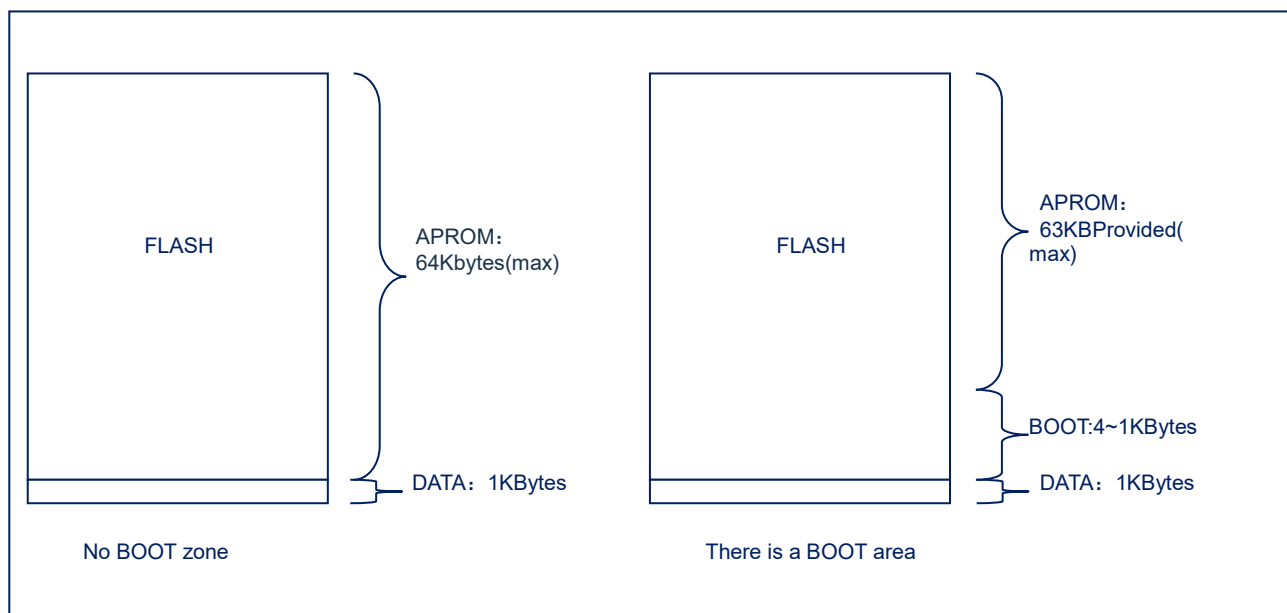 FLASH
APROM：
64Kbytes(max)
DATA：1KBytes
No BOOT zone
FLASH
APROM：
63KBProvided(
max)
BOOT:4~1KBytes
DATA：1KBytes
There is a BOOT area